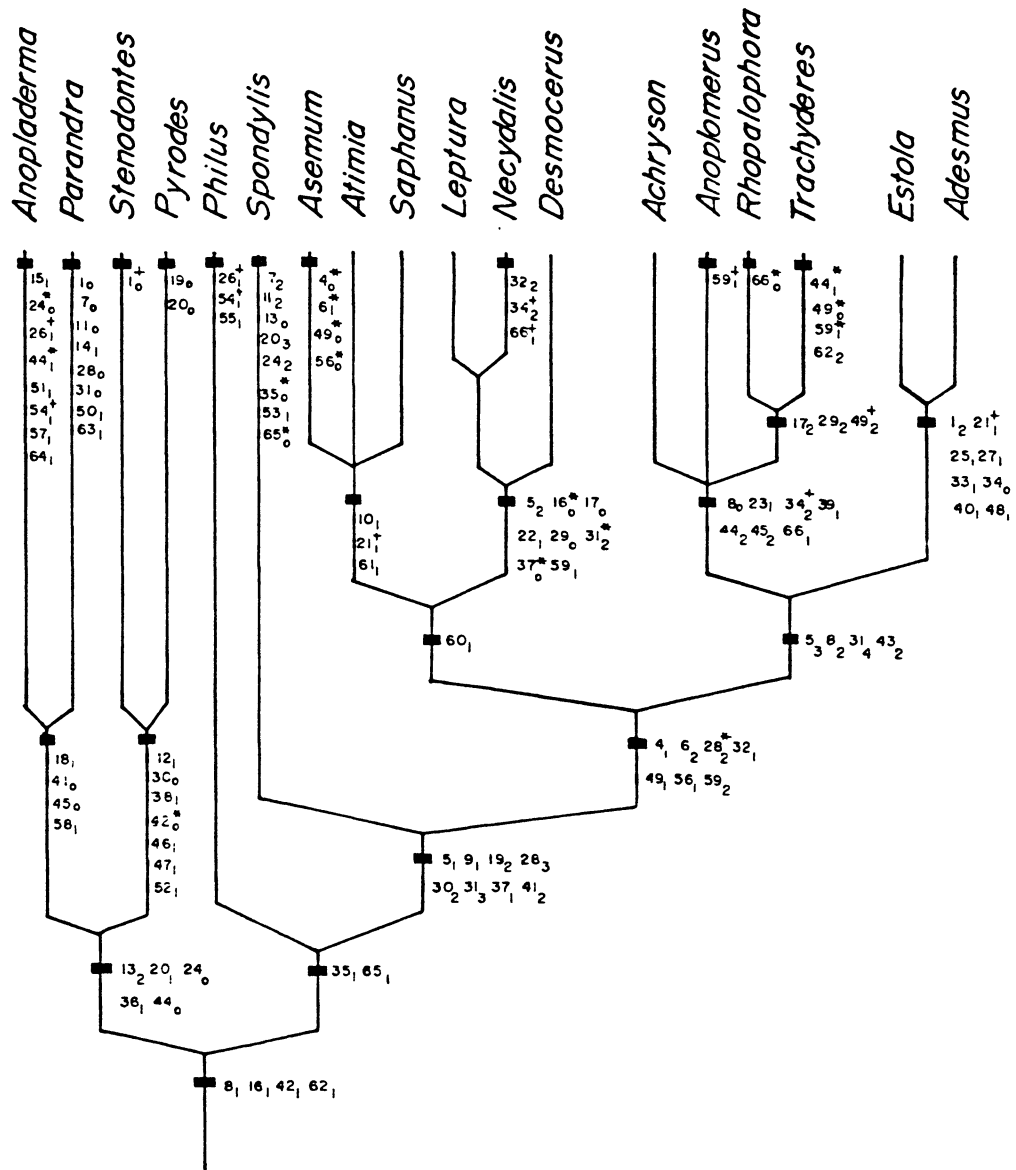 Anopladerma
Parandra
Stenodontes
Pyrodes
Philus
Spondylis
Asemum
Atimia
Saphanus
Leptura
Necydalis
Desmocerus
Achryson
Anoplomerus
Rhopalophora
Trachyderes
Estola
Adesmus
15₁
24₀*
26₁⁺
44₁*
51₁
54₁⁺
57₁
64₁
1₀
7₀
11₀
14₁
28₀
31₀
50₁
63₁
1₀⁺
19₀
20₀
26₁⁺
54₁⁺
55₁
7₂
11₂
13₀
20₃
24₂
35₀*
53₁
65₀*
4₀*
6₁*
49₀*
56₀*
32₂
34₂⁺
66₁⁺
59₁⁺
66₀*
44₁*
49₀*
59₁*
62₂
17₂ 29₂ 49₂⁺
1₂ 21₁⁺
25₁ 27₁
33₁ 34₀
40₁ 48₁
10₁
21₁⁺
61₁
5₂ 16₀* 17₀
22₁ 29₀ 31₂*
37₀* 59₁
8₀ 23₁ 34₂⁺ 39₁
44₂ 45₂ 66₁
60₁
5₃ 8₂ 31₄ 43₂
18₁
41₀
45₀
58₁
12₁
30₀
38₁
42₀*
46₁
47₁
52₁
4₁ 6₂ 28₂* 32₁
49₁ 56₁ 59₂
5₁ 9₁ 19₂ 28₃
30₂ 31₃ 37₁ 41₂
13₂ 20₁ 24₀
36₁ 44₀
35₁ 65₁
8₁ 16₁ 42₁ 62₁